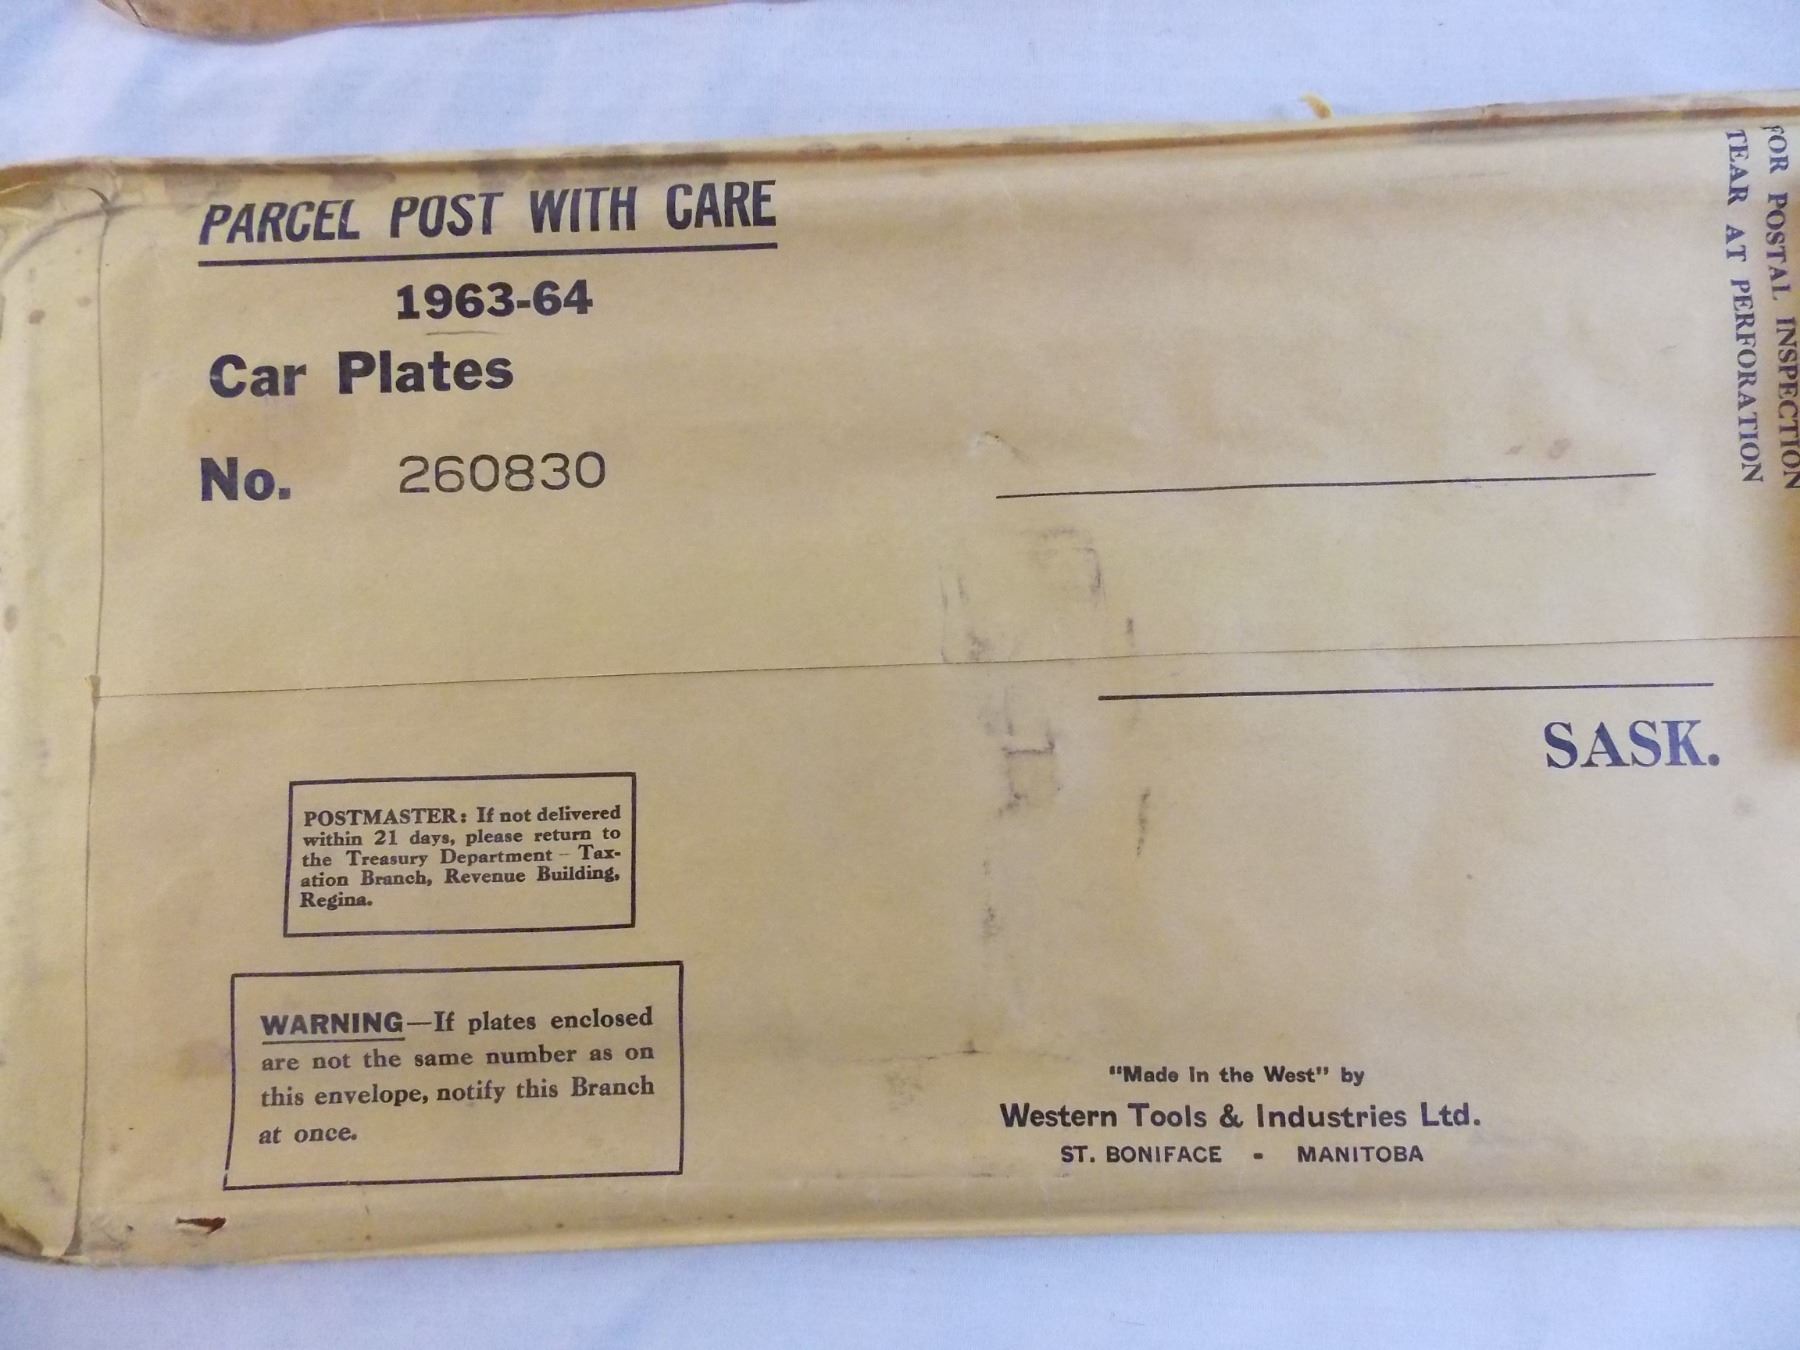 PARCEL POST WITH CARE
1963-64
Car Plates
No. 260830
FOR POSTAL INSPECTION
TEAR AT PERFORATION
SASK.
POSTMASTER: If not delivered
within 21 days, please return to
the Treasury Department – Tax-
ation Branch, Revenue Building,
Regina.
WARNING—If plates enclosed
are not the same number as on
this envelope, notify this Branch
at once.
"Made in the West" by
Western Tools & Industries Ltd.
ST. BONIFACE - MANITOBA